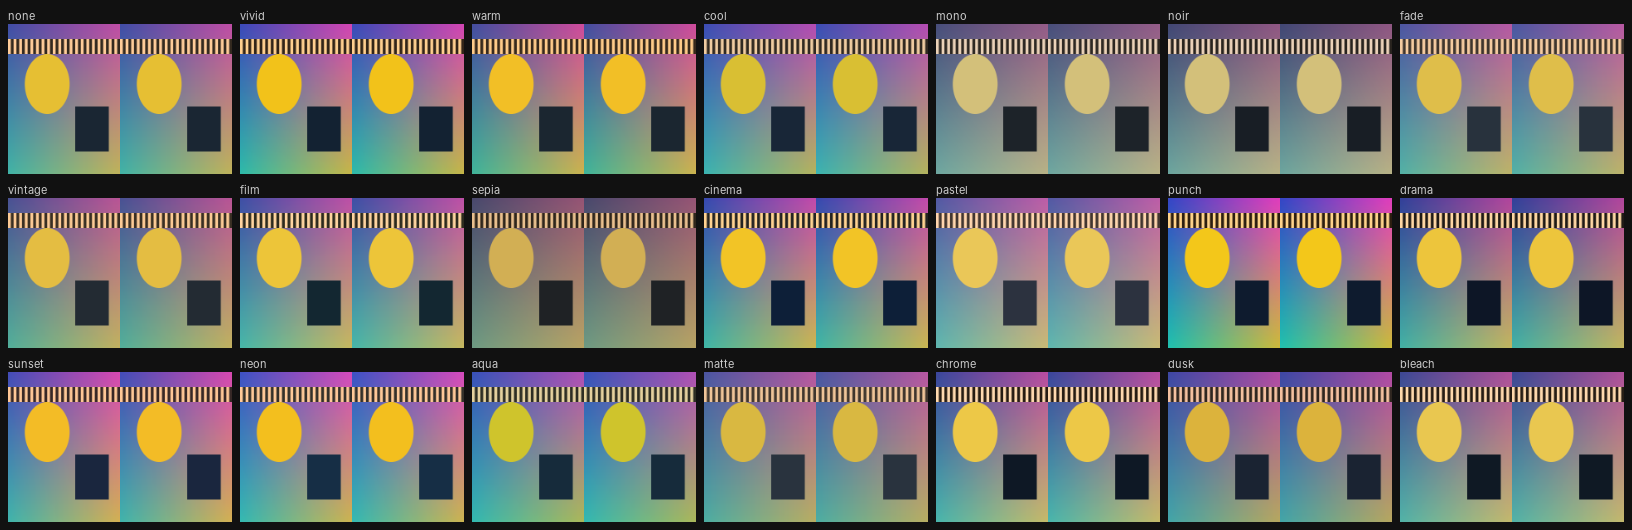 none vivid warm cool mono noir fade
vintage film sepia cinema pastel punch drama
sunset neon aqua matte chrome dusk bleach